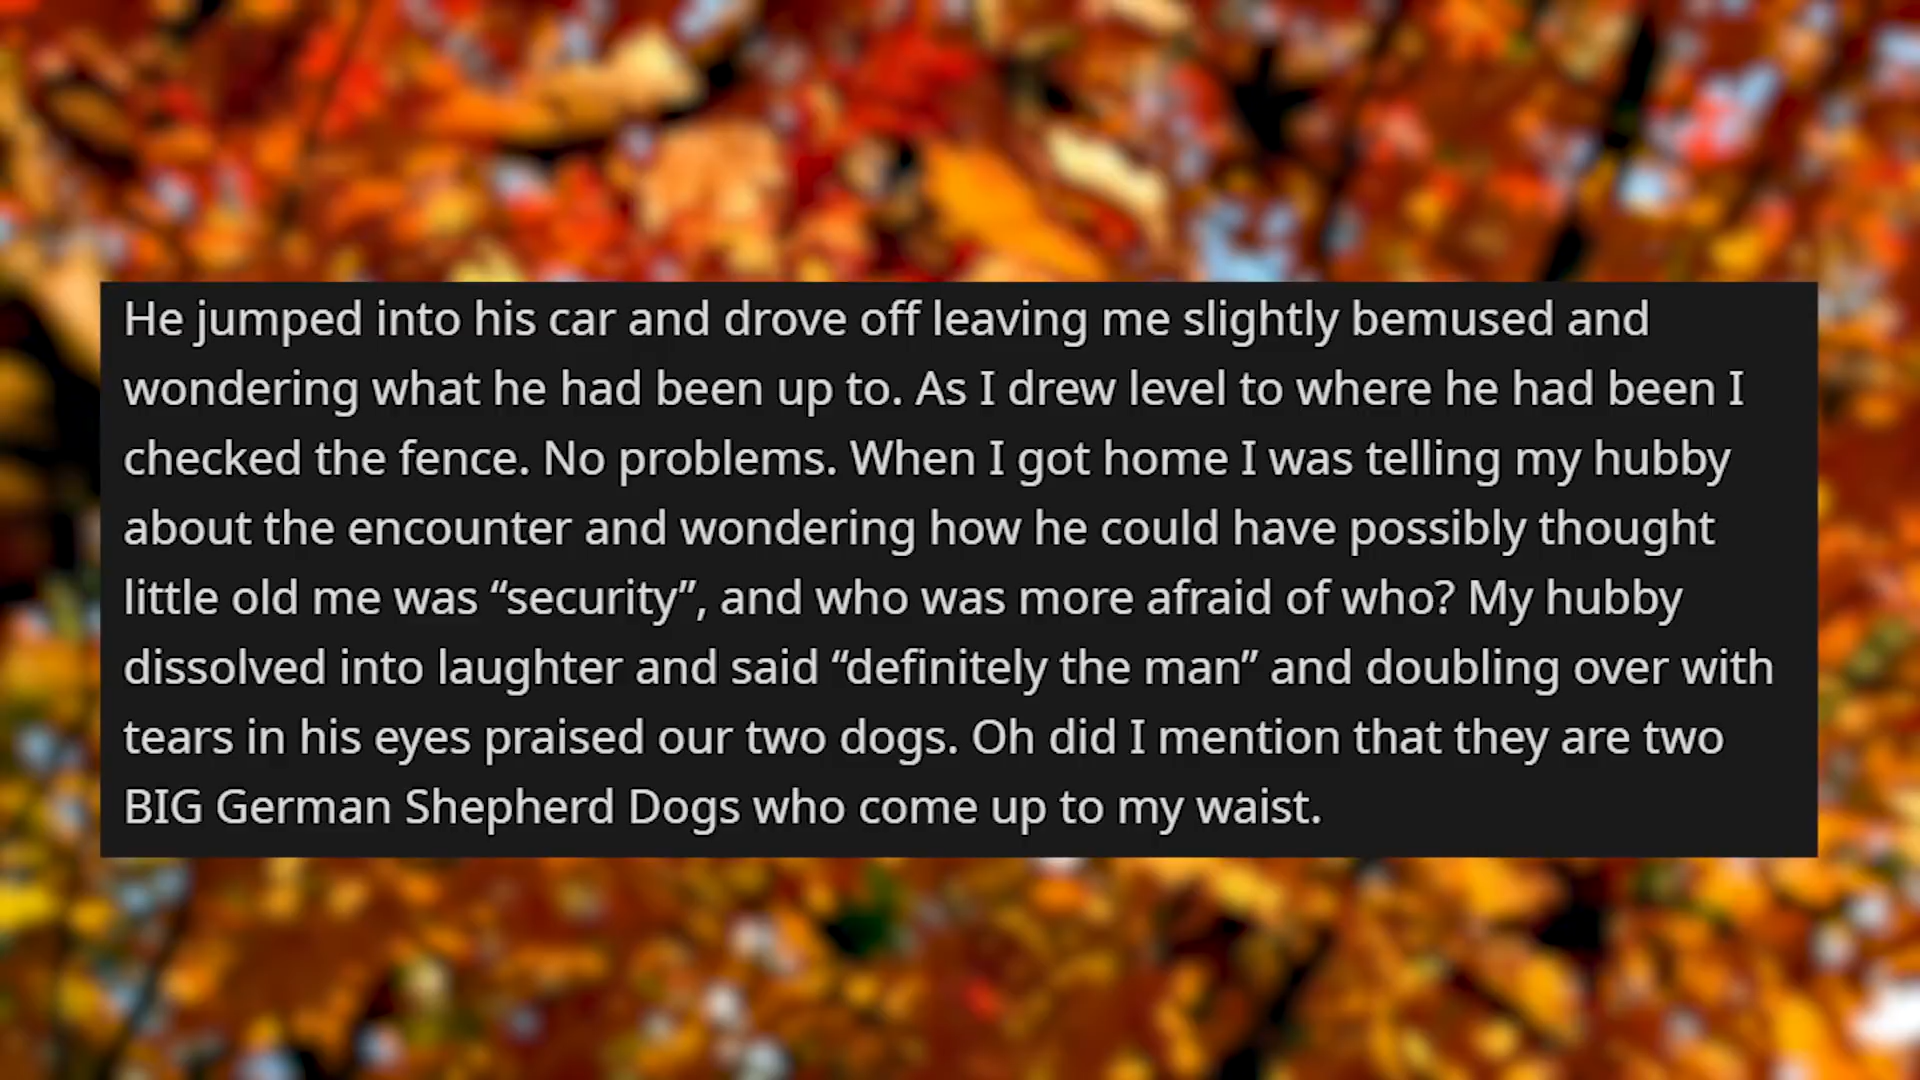 He jumped into his car and drove off leaving me slightly bemused and
wondering what he had been up to. As I drew level to where he had been I
checked the fence. No problems. When I got home I was telling my hubby
about the encounter and wondering how he could have possibly thought
little old me was “security”, and who was more afraid of who? My hubby
dissolved into laughter and said “definitely the man” and doubling over with
tears in his eyes praised our two dogs. Oh did I mention that they are two
BIG German Shepherd Dogs who come up to my waist.